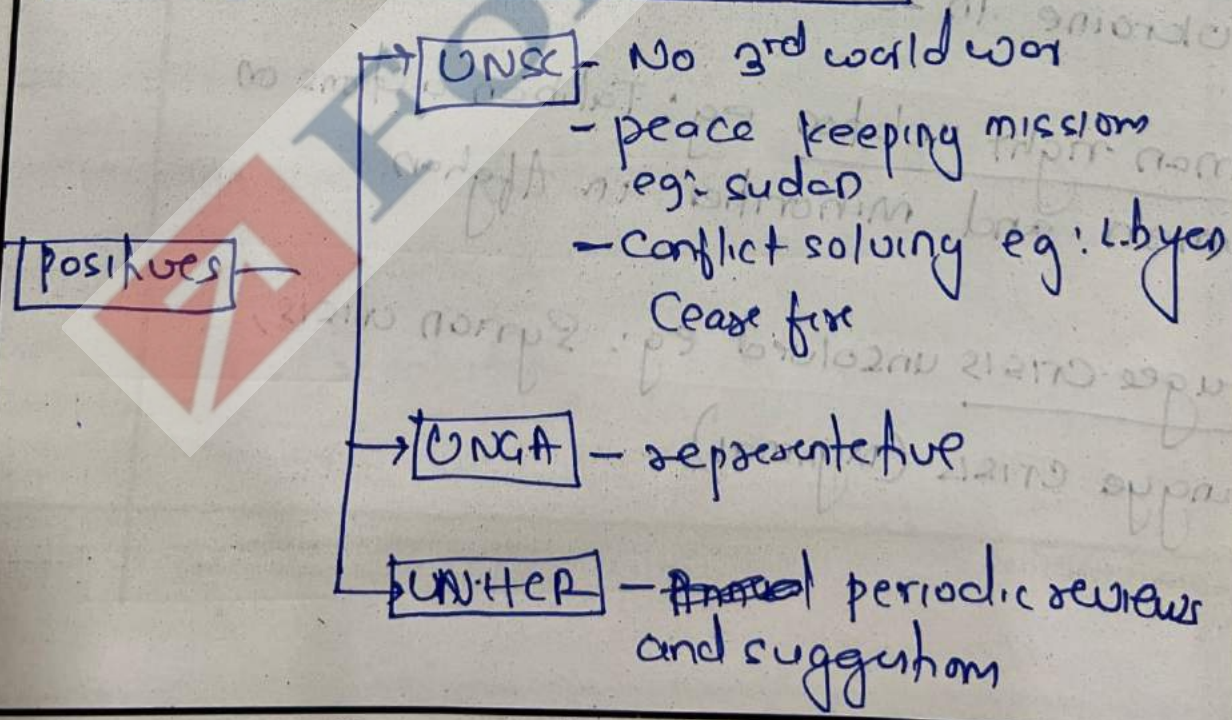 UNSC - No 3rd world war
- peace keeping missions
eg:- sudan
positives - - conflict solving eg: Libyan
Cease fire
UNGA - representetive
UNHCR - periodic reviews
and suggestions